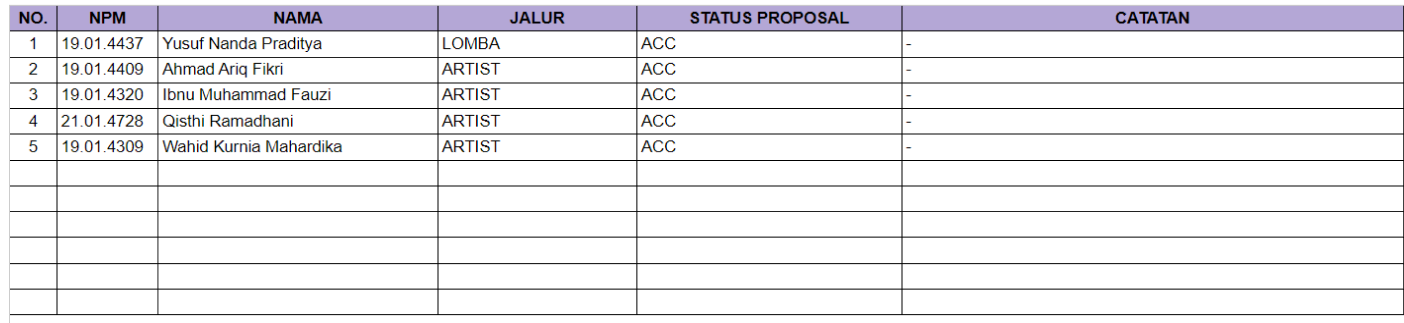 NO. NPM NAMA JALUR STATUS PROPOSAL CATATAN
1 19.01.4437 Yusuf Nanda Praditya LOMBA ACC -
2 19.01.4409 Ahmad Ariq Fikri ARTIST ACC -
3 19.01.4320 Ibnu Muhammad Fauzi ARTIST ACC -
4 21.01.4728 Qisthi Ramadhani ARTIST ACC -
5 19.01.4309 Wahid Kurnia Mahardika ARTIST ACC -